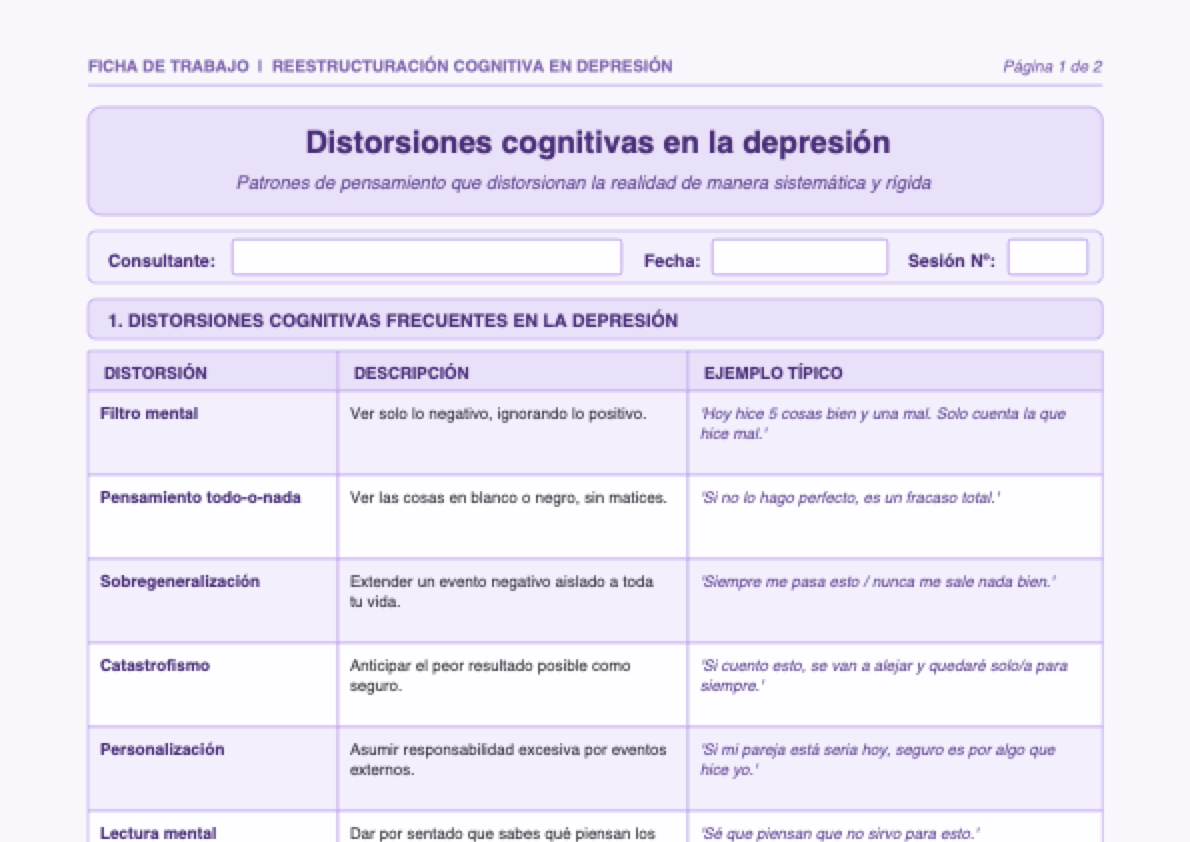 FICHA DE TRABAJO | REESTRUCTURACIÓN COGNITIVA EN DEPRESIÓN
Página 1 de 2
Distorsiones cognitivas en la depresión
Patrones de pensamiento que distorsionan la realidad de manera sistemática y rígida
Consultante:
Fecha:
Sesión Nº:
1. DISTORSIONES COGNITIVAS FRECUENTES EN LA DEPRESIÓN
DISTORSIÓN
DESCRIPCIÓN
EJEMPLO TÍPICO
Filtro mental
Ver solo lo negativo, ignorando lo positivo.
'Hoy hice 5 cosas bien y una mal. Solo cuenta la que
hice mal.'
Pensamiento todo-o-nada
Ver las cosas en blanco o negro, sin matices.
'Si no lo hago perfecto, es un fracaso total.'
Sobregeneralización
Extender un evento negativo aislado a toda
tu vida.
'Siempre me pasa esto / nunca me sale nada bien.'
Catastrofismo
Anticipar el peor resultado posible como
seguro.
'Si cuento esto, se van a alejar y quedaré solo/a para
siempre.'
Personalización
Asumir responsabilidad excesiva por eventos
externos.
'Si mi pareja está seria hoy, seguro es por algo que
hice yo.'
Lectura mental
Dar por sentado que sabes qué piensan los
'Sé que piensan que no sirvo para esto.'